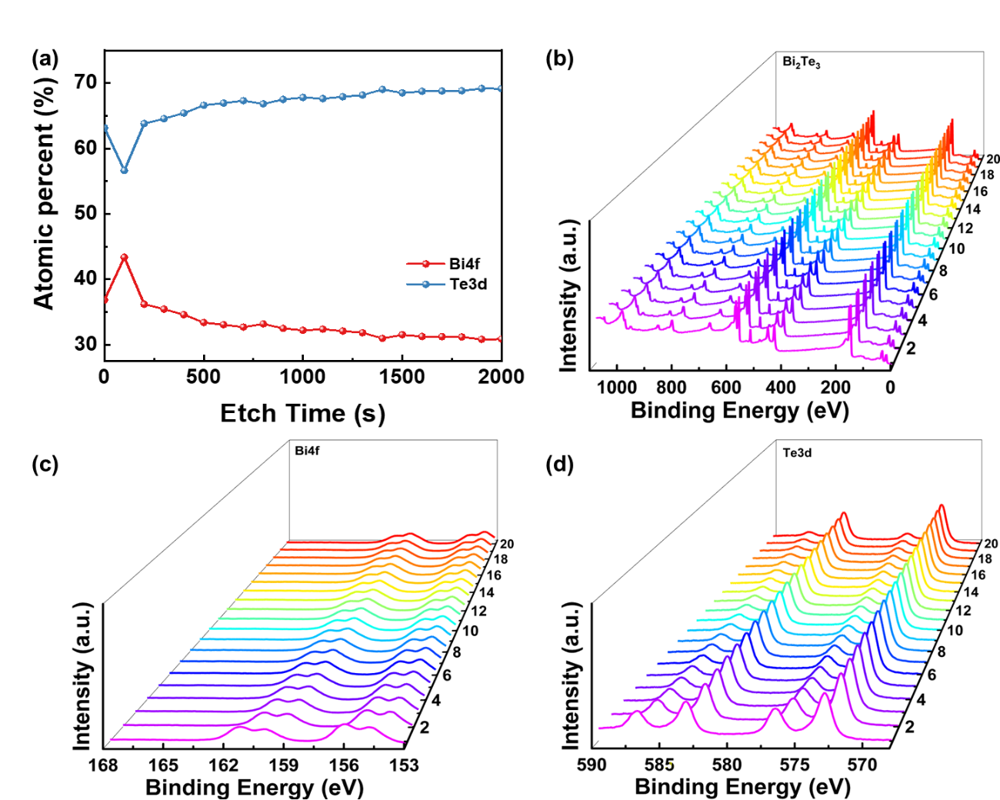 (a)
70
60
50
40
30
Atomic percent (%)
Bi4f
Te3d
0 500 1000 1500 2000
Etch Time (s)
(b)
Bi₂Te₃
Intensity (a.u.)
20
18
16
14
12
10
8
6
4
2
1000 800 600 400 200 0
Binding Energy (eV)
(c)
Bi4f
Intensity (a.u.)
20
18
16
14
12
10
8
6
4
2
168 165 162 159 156 153
Binding Energy (eV)
(d)
Te3d
Intensity (a.u.)
20
18
16
14
12
10
8
6
4
2
590 585 580 575 570
Binding Energy (eV)